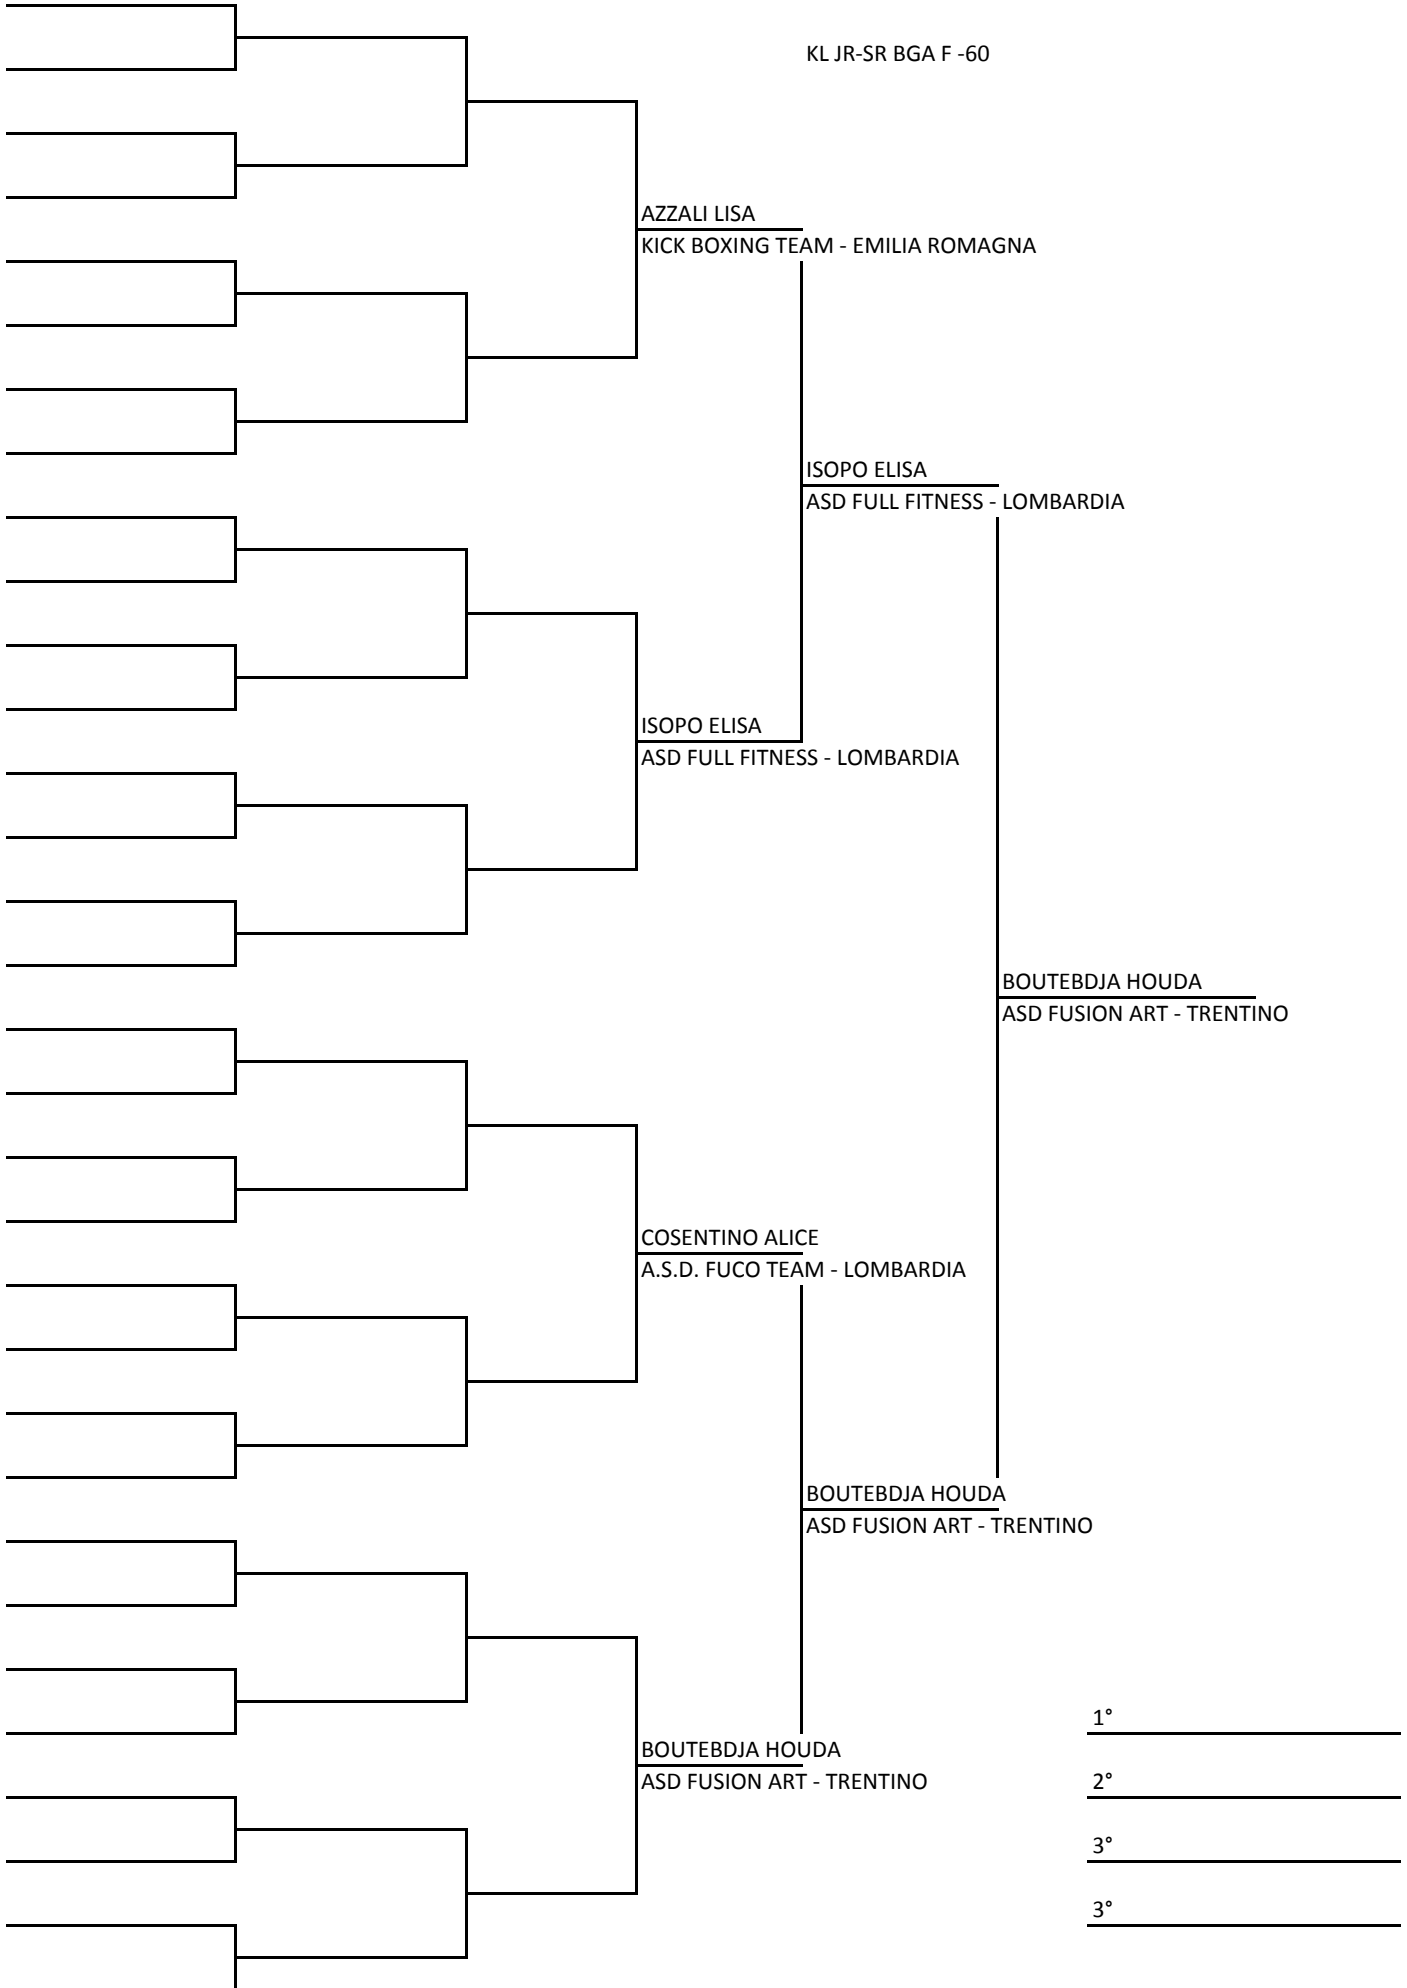 KL JR-SR BGA F -60
AZZALI LISA
KICK BOXING TEAM - EMILIA ROMAGNA
ISOPO ELISA
ASD FULL FITNESS - LOMBARDIA
ISOPO ELISA
ASD FULL FITNESS - LOMBARDIA
BOUTEBDJA HOUDA
ASD FUSION ART - TRENTINO
COSENTINO ALICE
A.S.D. FUCO TEAM - LOMBARDIA
BOUTEBDJA HOUDA
ASD FUSION ART - TRENTINO
1°
BOUTEBDJA HOUDA
ASD FUSION ART - TRENTINO
2°
3°
3°